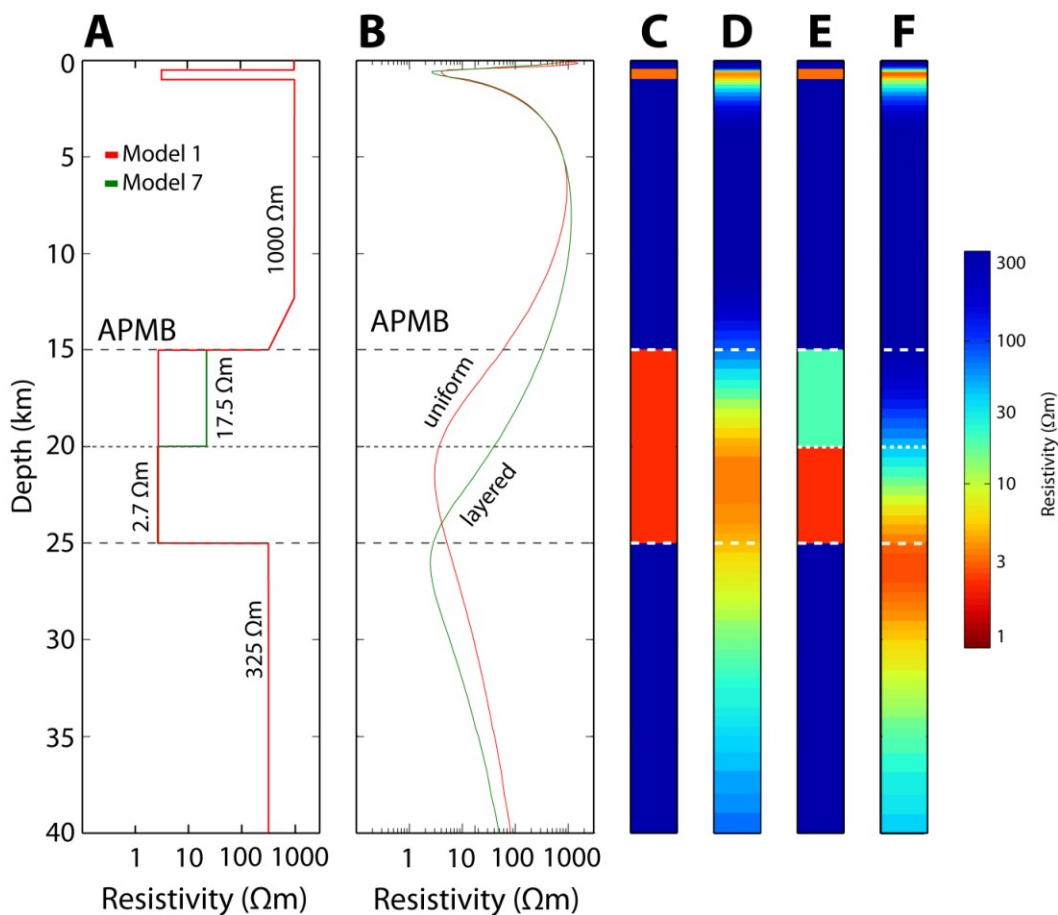 A B C D E F
0
5
10
15
20
25
30
35
40
Depth (km)
Model 1
Model 7
1000 Ωm
APMB
17.5 Ωm
2.7 Ωm
325 Ωm
1 10 100 1000
Resistivity (Ωm)
APMB
uniform
layered
1 10 100 1000
Resistivity (Ωm)
300
100
30
10
3
1
Resistivity (Ωm)